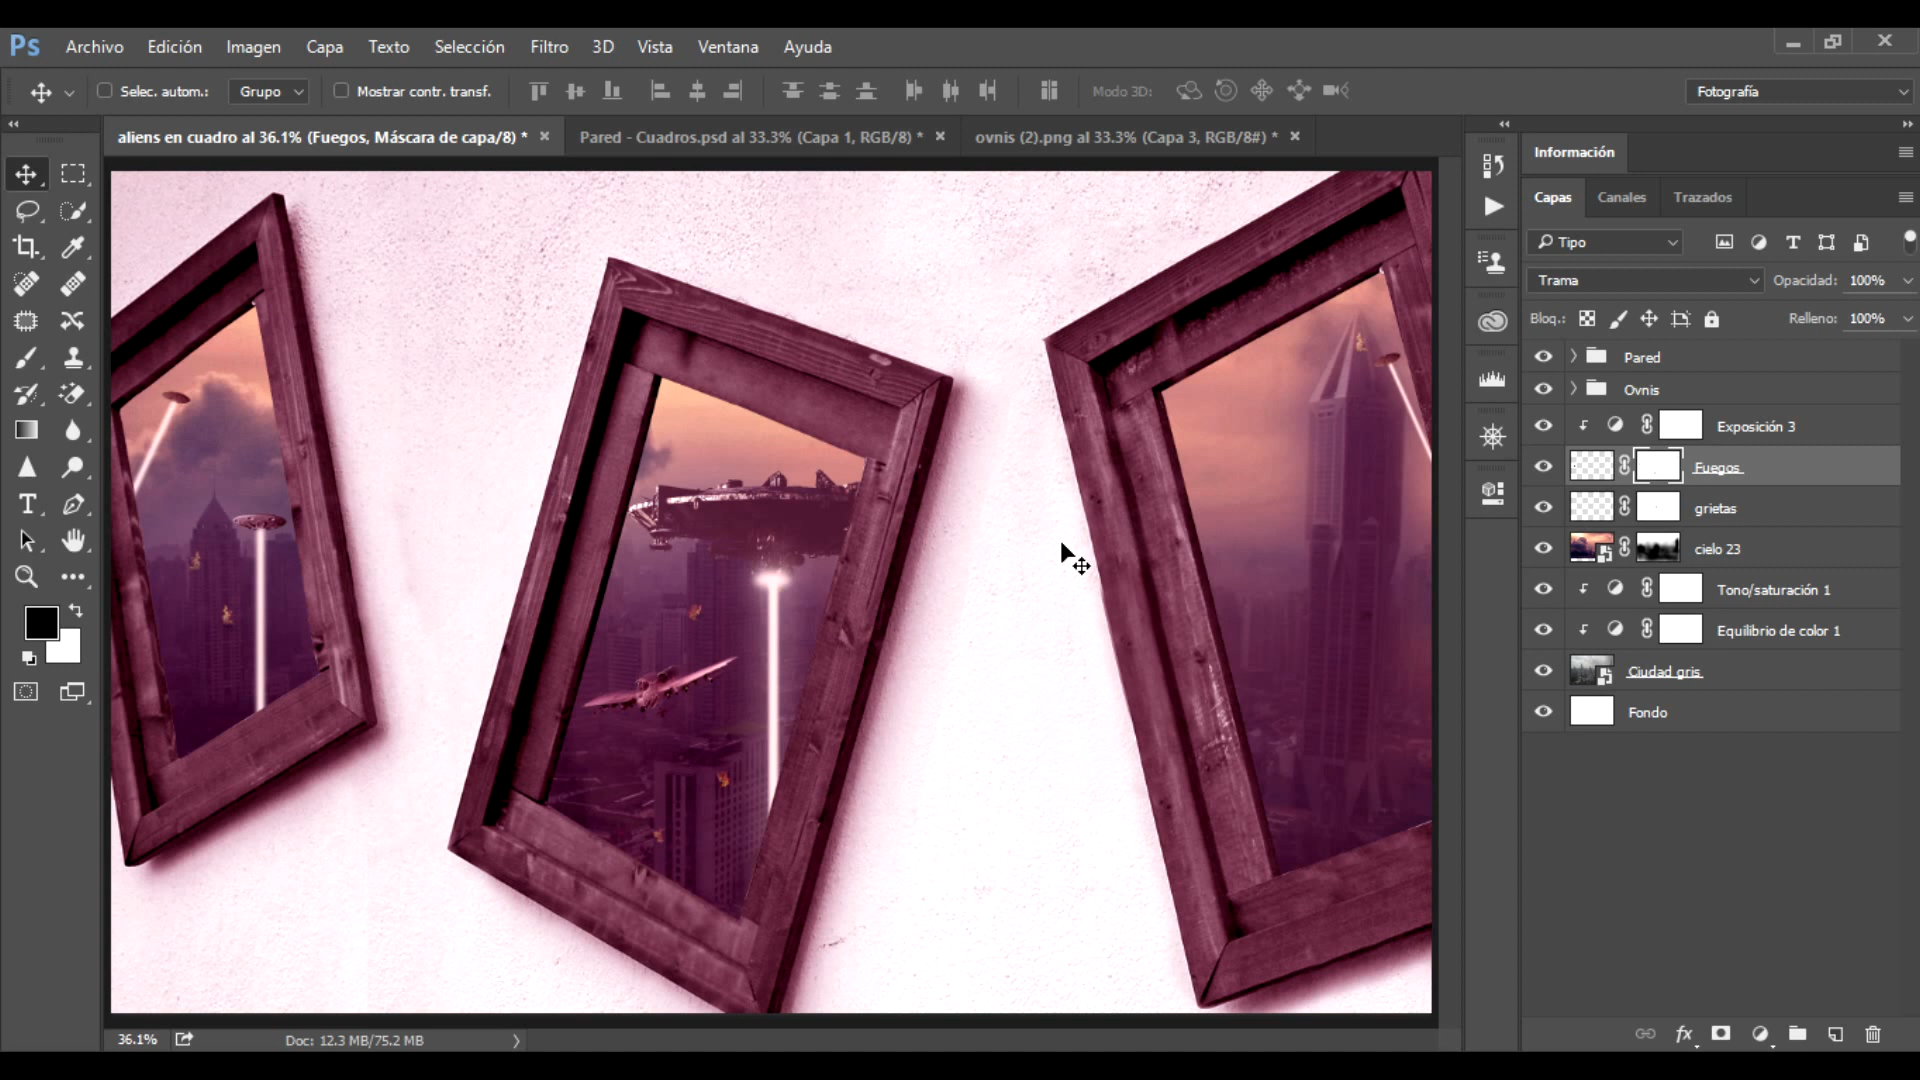 Ps Archivo Edición Imagen Capa Texto Selección Filtro 3D Vista Ventana Ayuda
Selec. autom.: Grupo Mostrar contr. transf. Modo 3D: Fotografía
aliens en cuadro al 36.1% (Fuegos, Máscara de capa/8) * Pared - Cuadros.psd al 33.3% (Capa 1, RGB/8) * ovnis (2).png al 33.3% (Capa 3, RGB/8#) *
Información
Capas Canales Trazados
Tipo
Trama Opacidad: 100%
Bloq.: Relleno: 100%
Pared
Ovnis
Exposición 3
Fuegos
grietas
cielo 23
Tono/saturación 1
Equilibrio de color 1
Ciudad gris
Fondo
36.1% Doc: 12.3 MB/75.2 MB
fx